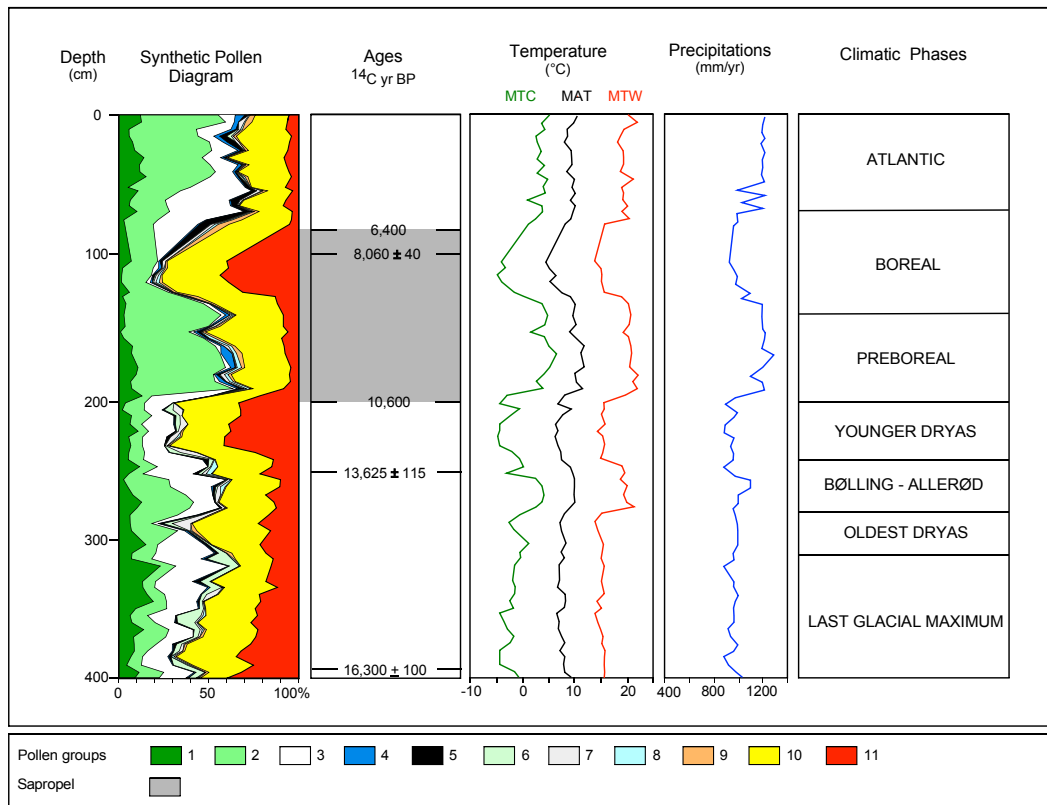 Depth
(cm)
Synthetic Pollen
Diagram
Ages
14C yr BP
Temperature
(°C)
MTC MAT MTW
Precipitations
(mm/yr)
Climatic Phases
0
100
200
300
400
0 50 100%
6,400
8,060 ± 40
10,600
13,625 ± 115
16,300 ± 100
-10 0 10 20
400 800 1200
ATLANTIC
BOREAL
PREBOREAL
YOUNGER DRYAS
BØLLING - ALLERØD
OLDEST DRYAS
LAST GLACIAL MAXIMUM
Pollen groups 1 2 3 4 5 6 7 8 9 10 11
Sapropel